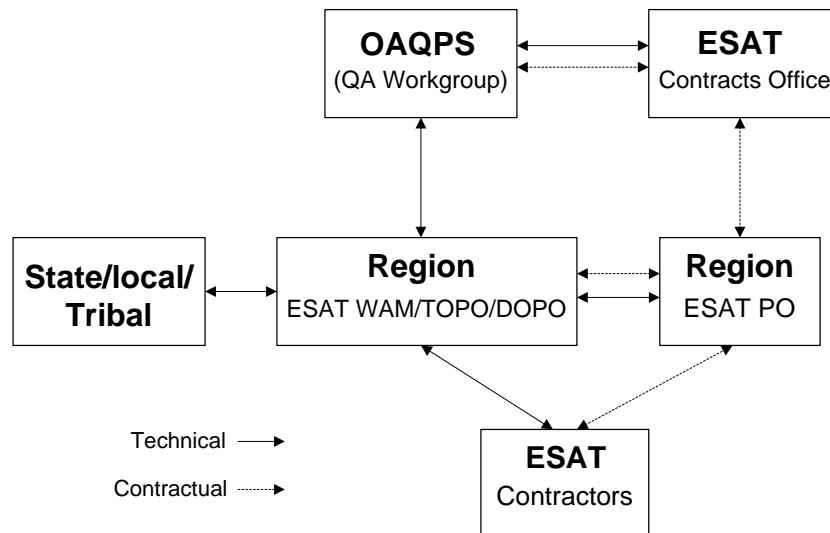 OAQPS
(QA Workgroup)
ESAT
Contracts Office
State/local/
Tribal
Region
ESAT WAM/TOPO/DOPO
Region
ESAT PO
Technical
Contractual
ESAT
Contractors